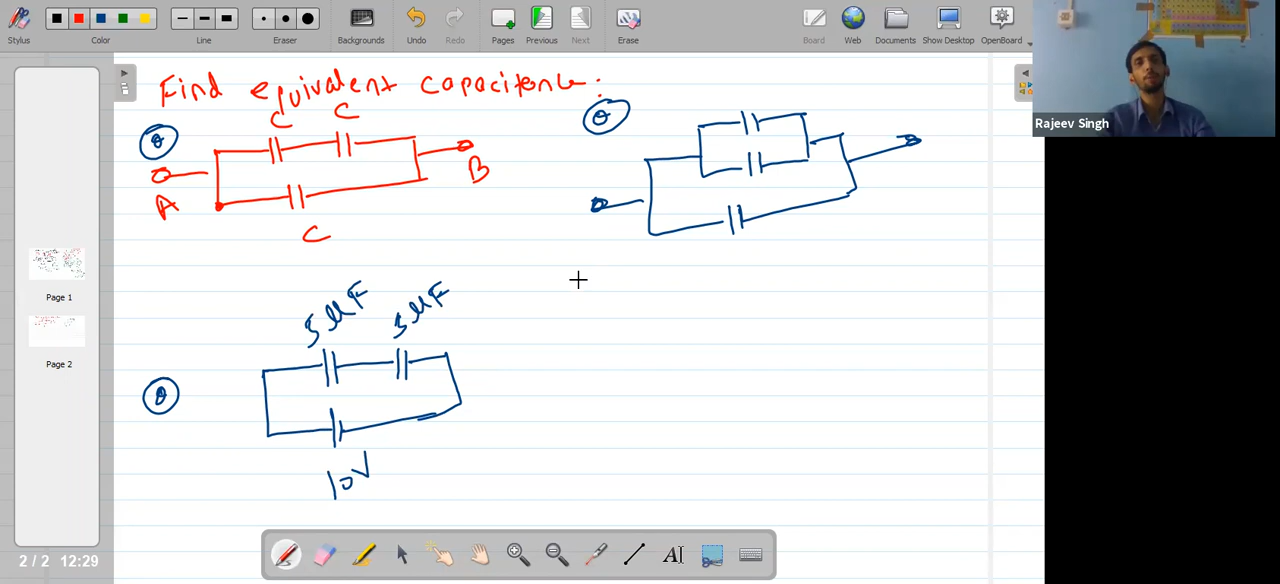 Stylus
Color
Line
Eraser
Backgrounds
Undo
Redo
Pages
Previous
Next
Erase
Board
Web
Documents
Show Desktop
OpenBoard
Rajeev Singh
Find equivalent capacitence.
C C
A
B
C
5µF 5µF
10V
Page 1
Page 2
2 / 2 12:29